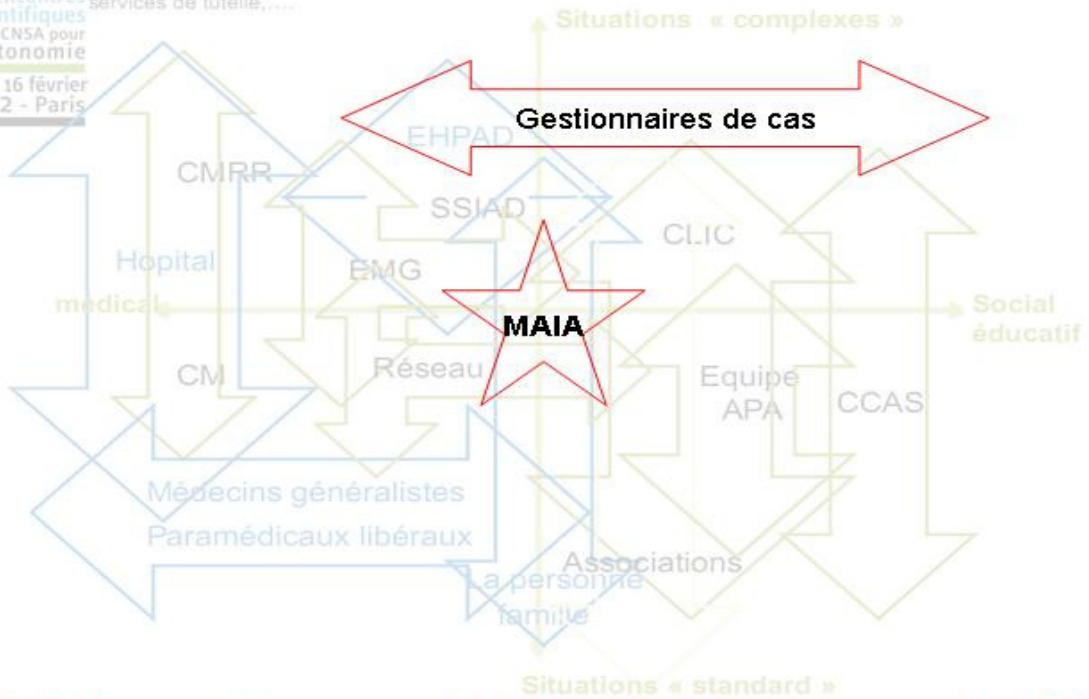 services de tutelle,....
ntifiques
CNSA pour
tonomie
16 février
2 - Paris
Situations « complexes »
Gestionnaires de cas
EHPAD
CMRR
SSIAD
CLIC
Hopital
EMG
médical
MAIA
Social
éducatif
CM
Réseau
Equipe
APA
CCAS
Médecins généralistes
Paramédicaux libéraux
Associations
La personne
famille
Situations « standard »